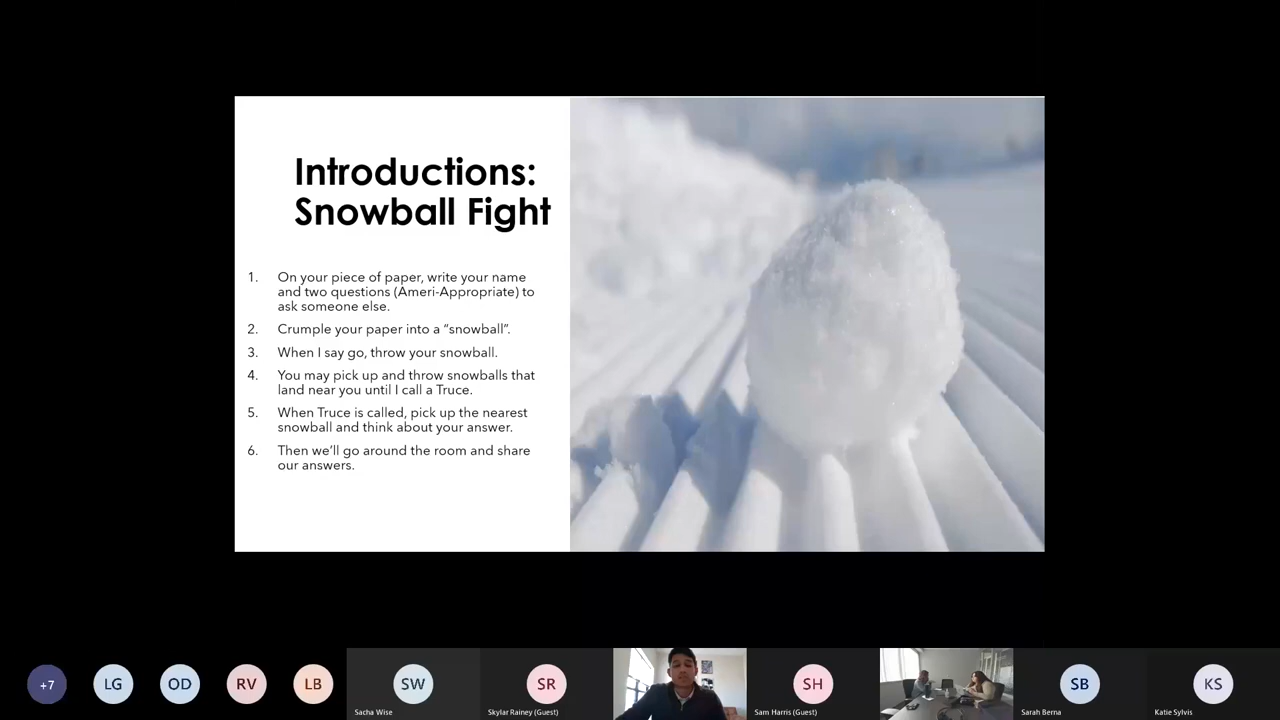 Introductions:
Snowball Fight
1. On your piece of paper, write your name
and two questions (Ameri-Appropriate) to
ask someone else.
2. Crumple your paper into a “snowball”.
3. When I say go, throw your snowball.
4. You may pick up and throw snowballs that
land near you until I call a Truce.
5. When Truce is called, pick up the nearest
snowball and think about your answer.
6. Then we’ll go around the room and share
our answers.
+7
LG
OD
RV
LB
SW
SR
SH
SB
KS
Sacha Wise
Skylar Rainey (Guest)
Sam Harris (Guest)
Sarah Berna
Katie Sylvis